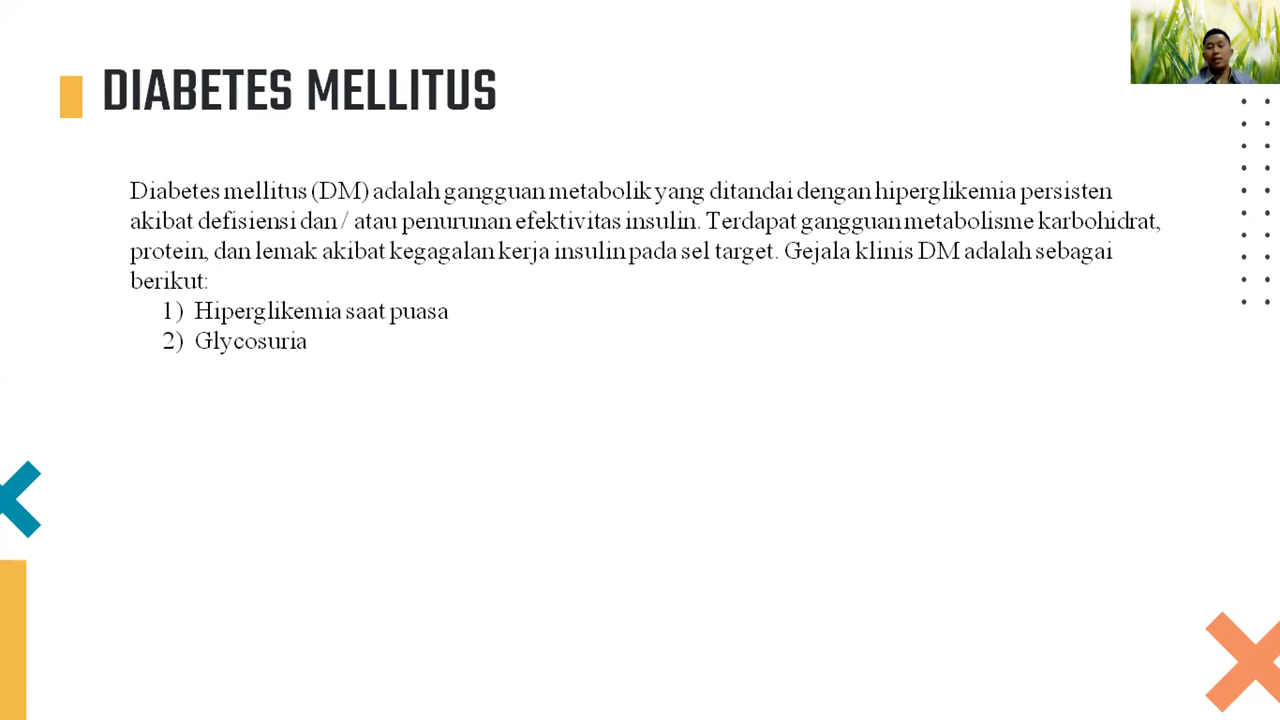 DIABETES MELLITUS
Diabetes mellitus (DM) adalah gangguan metabolik yang ditandai dengan hiperglikemia persisten
akibat defisiensi dan / atau penurunan efektivitas insulin. Terdapat gangguan metabolisme karbohidrat,
protein, dan lemak akibat kegagalan kerja insulin pada sel target. Gejala klinis DM adalah sebagai
berikut:
1) Hiperglikemia saat puasa
2) Glycosuria